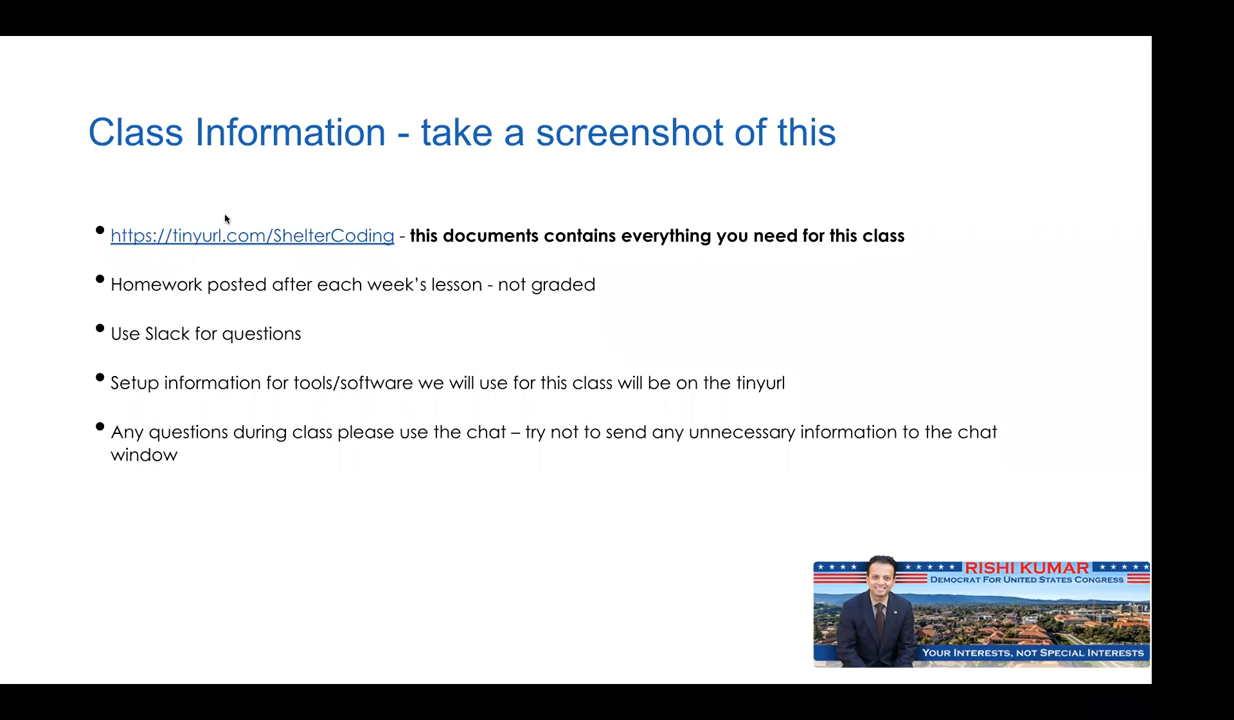 Class Information - take a screenshot of this
https://tinyurl.com/ShelterCoding - this documents contains everything you need for this class
Homework posted after each week's lesson - not graded
Use Slack for questions
Setup information for tools/software we will use for this class will be on the tinyurl
Any questions during class please use the chat – try not to send any unnecessary information to the chat
window
RISHI KUMAR
DEMOCRAT FOR UNITED STATES CONGRESS
YOUR INTERESTS, NOT SPECIAL INTERESTS